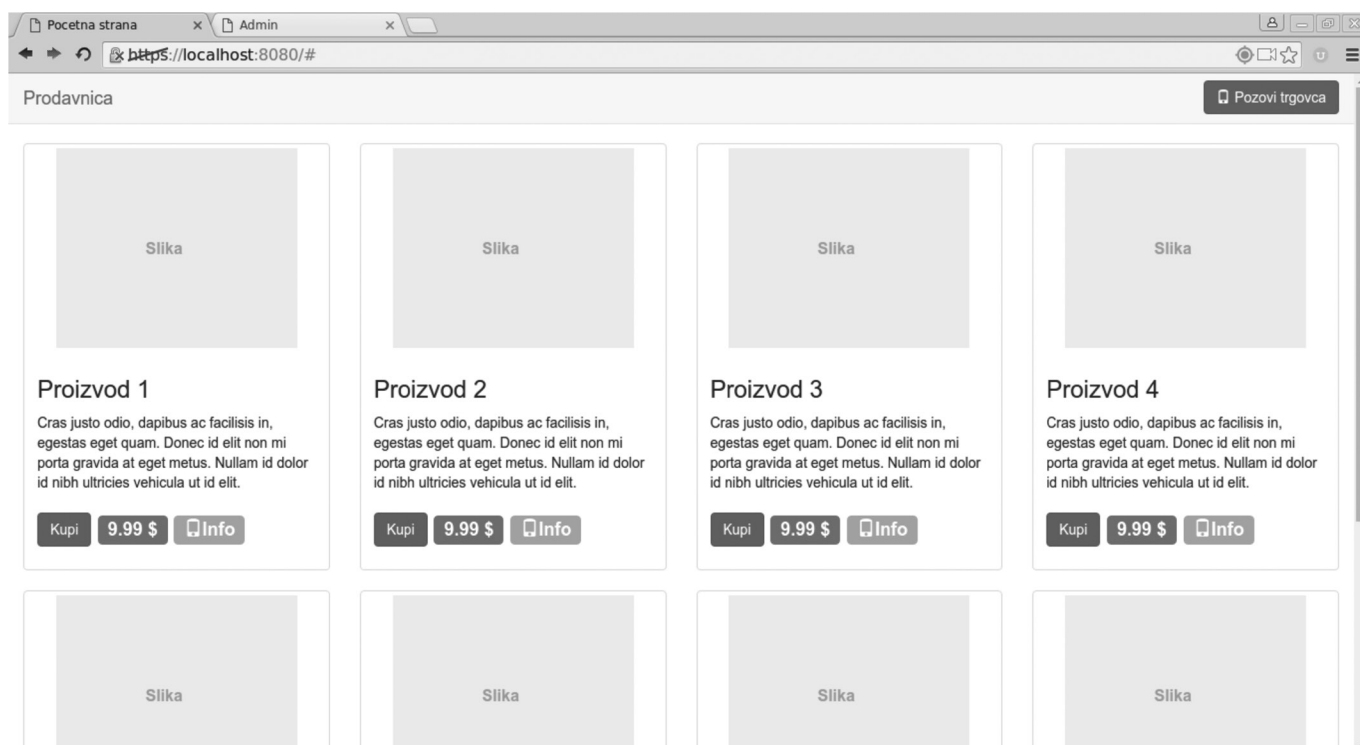 Pocetna strana
Admin
https://localhost:8080/#
Prodavnica
Pozovi trgovca
Slika
Slika
Slika
Slika
Proizvod 1
Cras justo odio, dapibus ac facilisis in,
egestas eget quam. Donec id elit non mi
porta gravida at eget metus. Nullam id dolor
id nibh ultricies vehicula ut id elit.
Kupi 9.99 $ Info
Proizvod 2
Cras justo odio, dapibus ac facilisis in,
egestas eget quam. Donec id elit non mi
porta gravida at eget metus. Nullam id dolor
id nibh ultricies vehicula ut id elit.
Kupi 9.99 $ Info
Proizvod 3
Cras justo odio, dapibus ac facilisis in,
egestas eget quam. Donec id elit non mi
porta gravida at eget metus. Nullam id dolor
id nibh ultricies vehicula ut id elit.
Kupi 9.99 $ Info
Proizvod 4
Cras justo odio, dapibus ac facilisis in,
egestas eget quam. Donec id elit non mi
porta gravida at eget metus. Nullam id dolor
id nibh ultricies vehicula ut id elit.
Kupi 9.99 $ Info
Slika
Slika
Slika
Slika